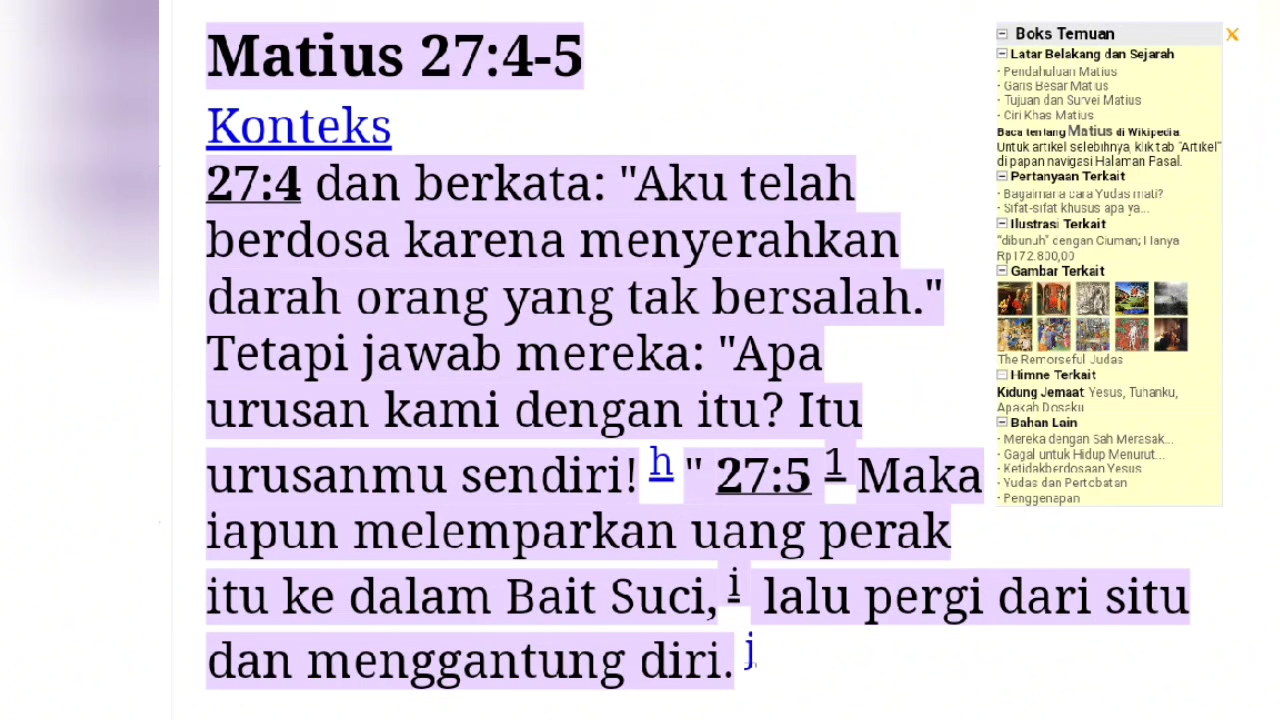 Matius 27:4-5
Konteks
27:4 dan berkata: "Aku telah
berdosa karena menyerahkan
darah orang yang tak bersalah."
Tetapi jawab mereka: "Apa
urusan kami dengan itu? Itu
urusanmu sendiri! h " 27:5 1 Maka
iapun melemparkan uang perak
itu ke dalam Bait Suci, i lalu pergi dari situ
dan menggantung diri. j
Boks Temuan
Latar Belakang dan Sejarah
- Pendahuluan Matius
- Garis Besar Matius
- Tujuan dan Survei Matius
- Ciri Khas Matius
Baca tentang Matius di Wikipedia.
Untuk artikel selebihnya, klik tab "Artikel"
di papan navigasi Halaman Pasal.
Pertanyaan Terkait
- Bagaimana cara Yudas mati?
- Sifat-sifat khusus apa ya...
Ilustrasi Terkait
"dibunuh" dengan Ciuman; Hanya
Rp172.800,00
Gambar Terkait
The Remorseful Judas
Himne Terkait
Kidung Jemaat: Yesus, Tuhanku,
Apakah Dosaku
Bahan Lain
- Mereka dengan Sah Merasak...
- Gagal untuk Hidup Menurut...
- Ketidakberdosaan Yesus
- Yudas dan Pertobatan
- Penggenapan